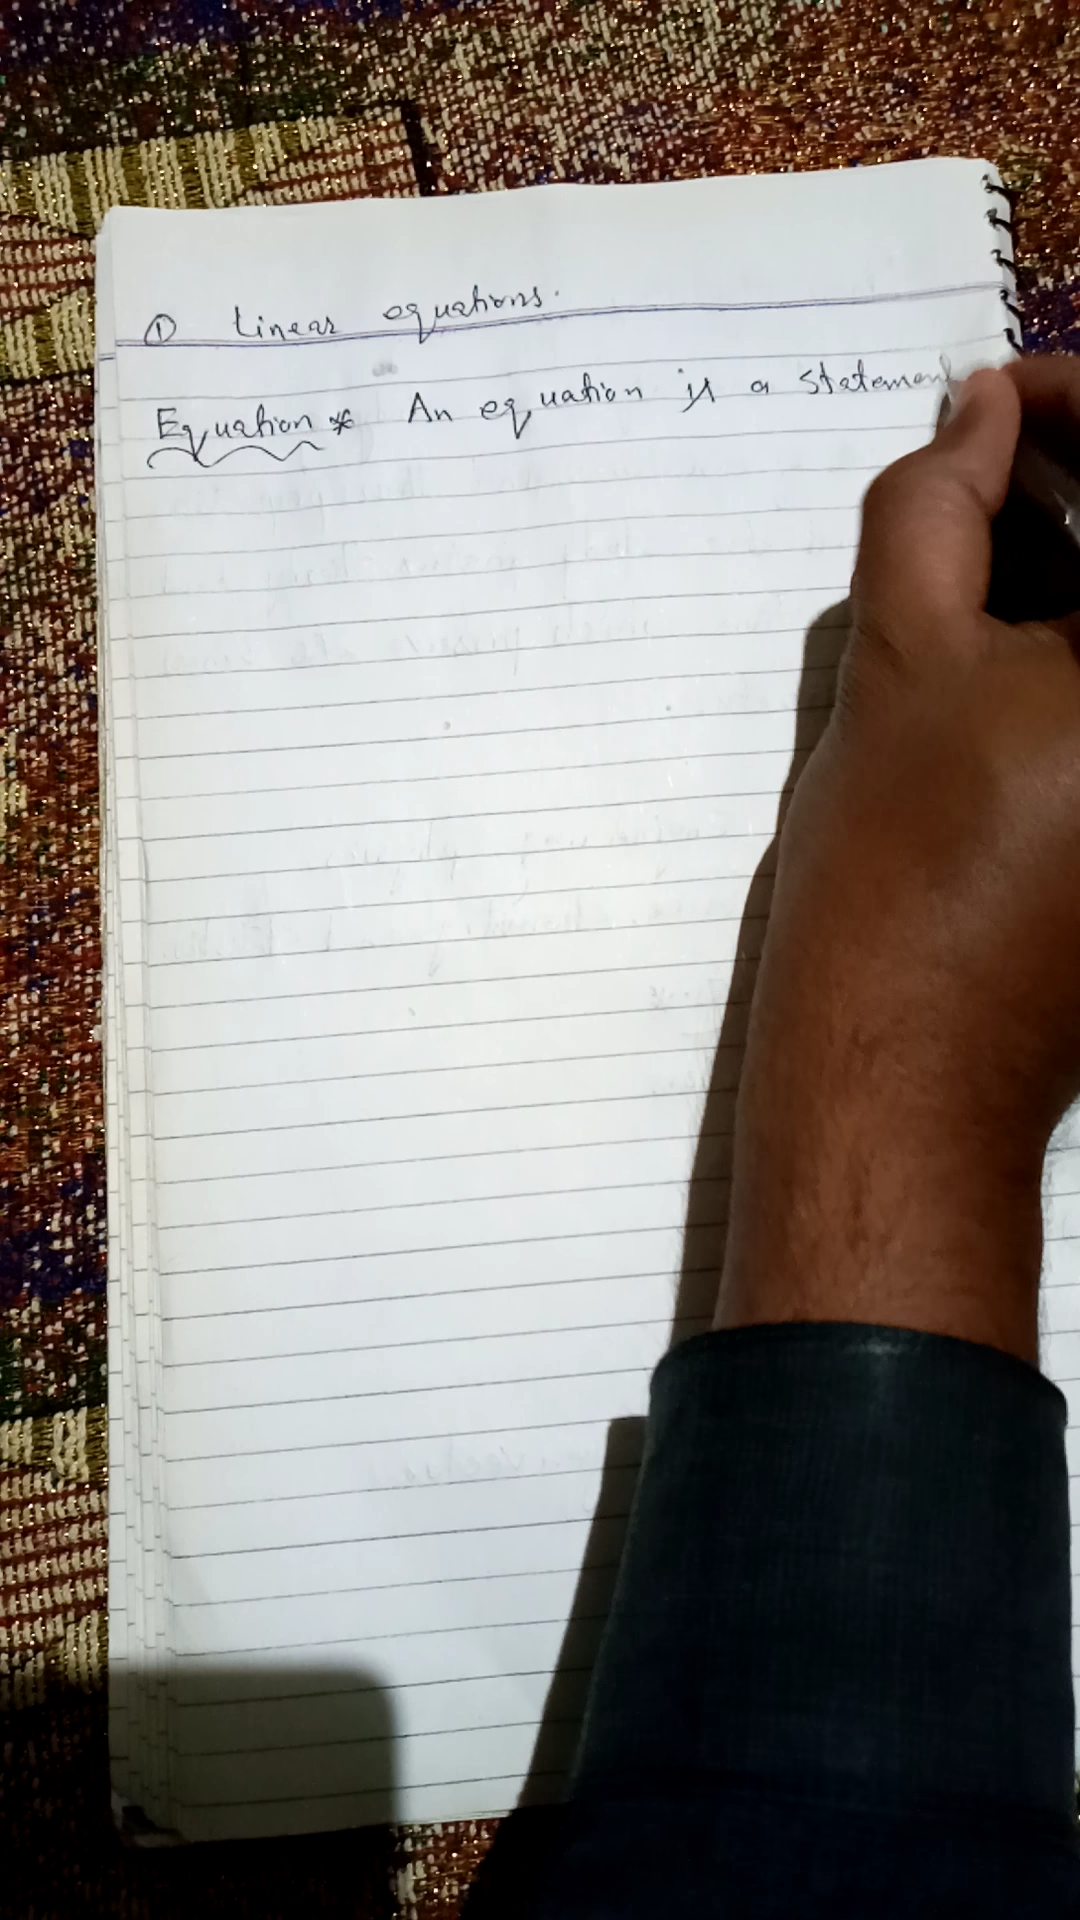 ① Linear equations.
Equation * An equation is a statement